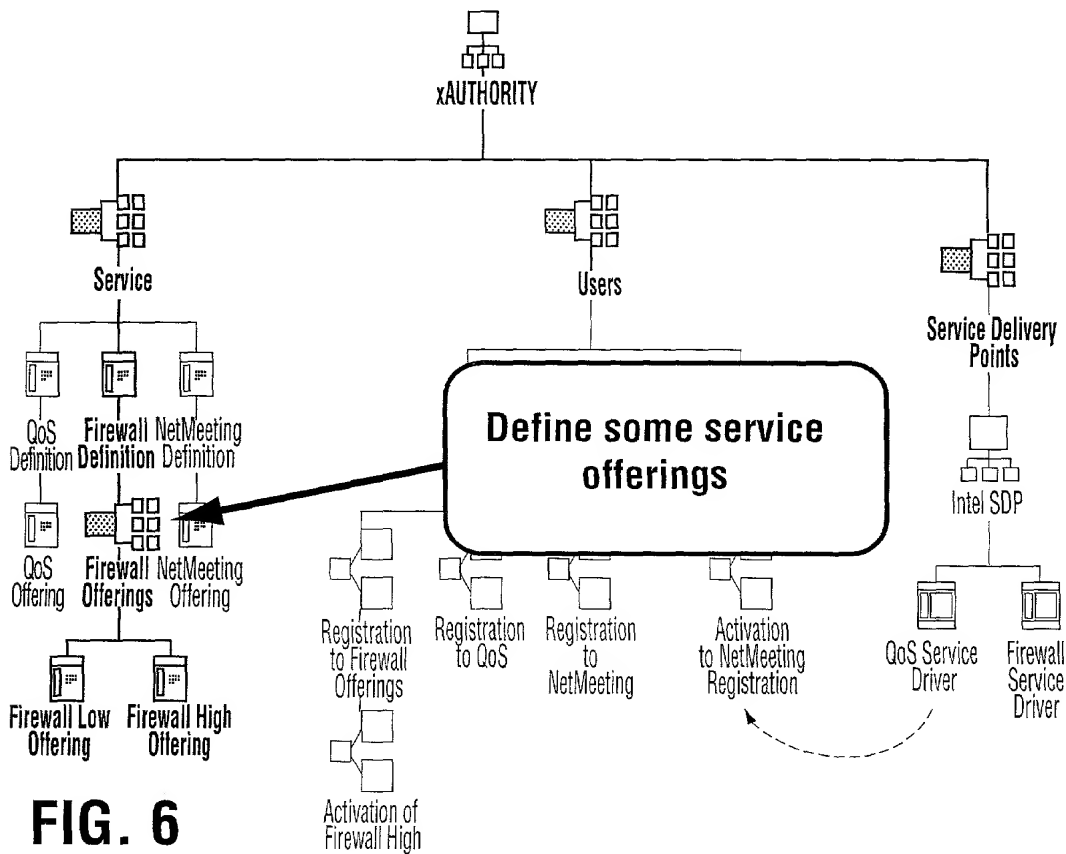 xAUTHORITY
Service
Users
Service Delivery
Points
QoS
Definition
Firewall
Definition
NetMeeting
Definition
Define some service
offerings
Intel SDP
QoS
Offering
Firewall
Offerings
NetMeeting
Offering
Registration
to Firewall
Offerings
Registration
to QoS
Registration
to
NetMeeting
Activation
to NetMeeting
Registration
QoS Service
Driver
Firewall
Service
Driver
Firewall Low
Offering
Firewall High
Offering
Activation of
Firewall High
FIG. 6